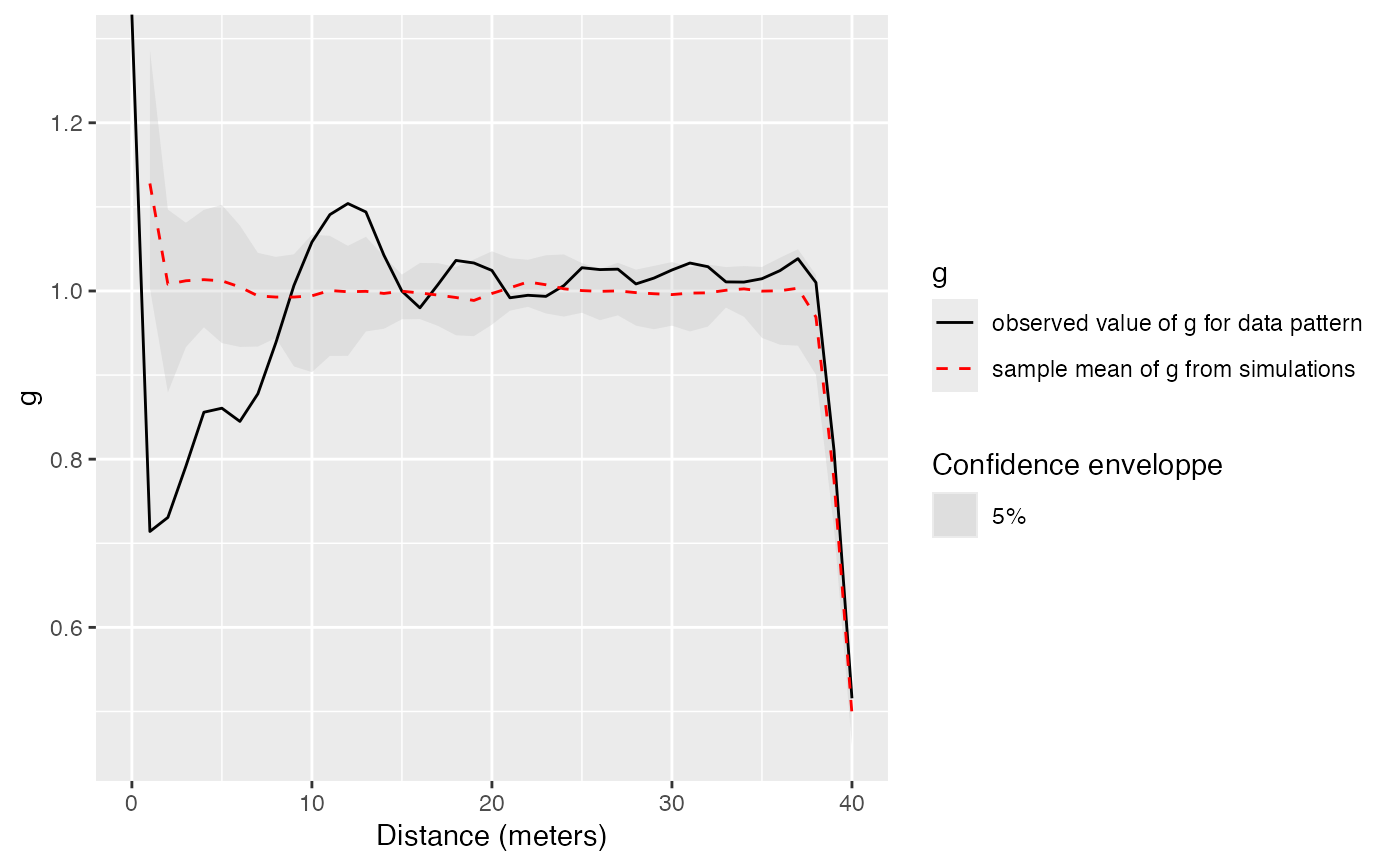 1.2
1.0
0.8
0.6
g
0
10
20
30
40
Distance (meters)
g
observed value of g for data pattern
sample mean of g from simulations
Confidence enveloppe
5%